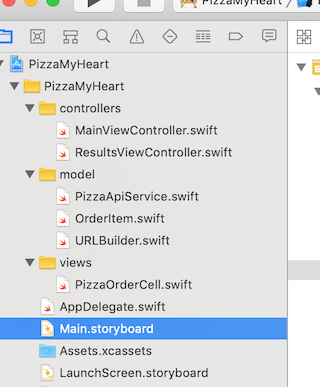 PizzaMyHeart
PizzaMyHeart
PizzaMyHeart
controllers
MainViewController.swift
ResultsViewController.swift
model
PizzaApiService.swift
OrderItem.swift
URLBuilder.swift
views
PizzaOrderCell.swift
AppDelegate.swift
Main.storyboard
Assets.xcassets
LaunchScreen.storyboard